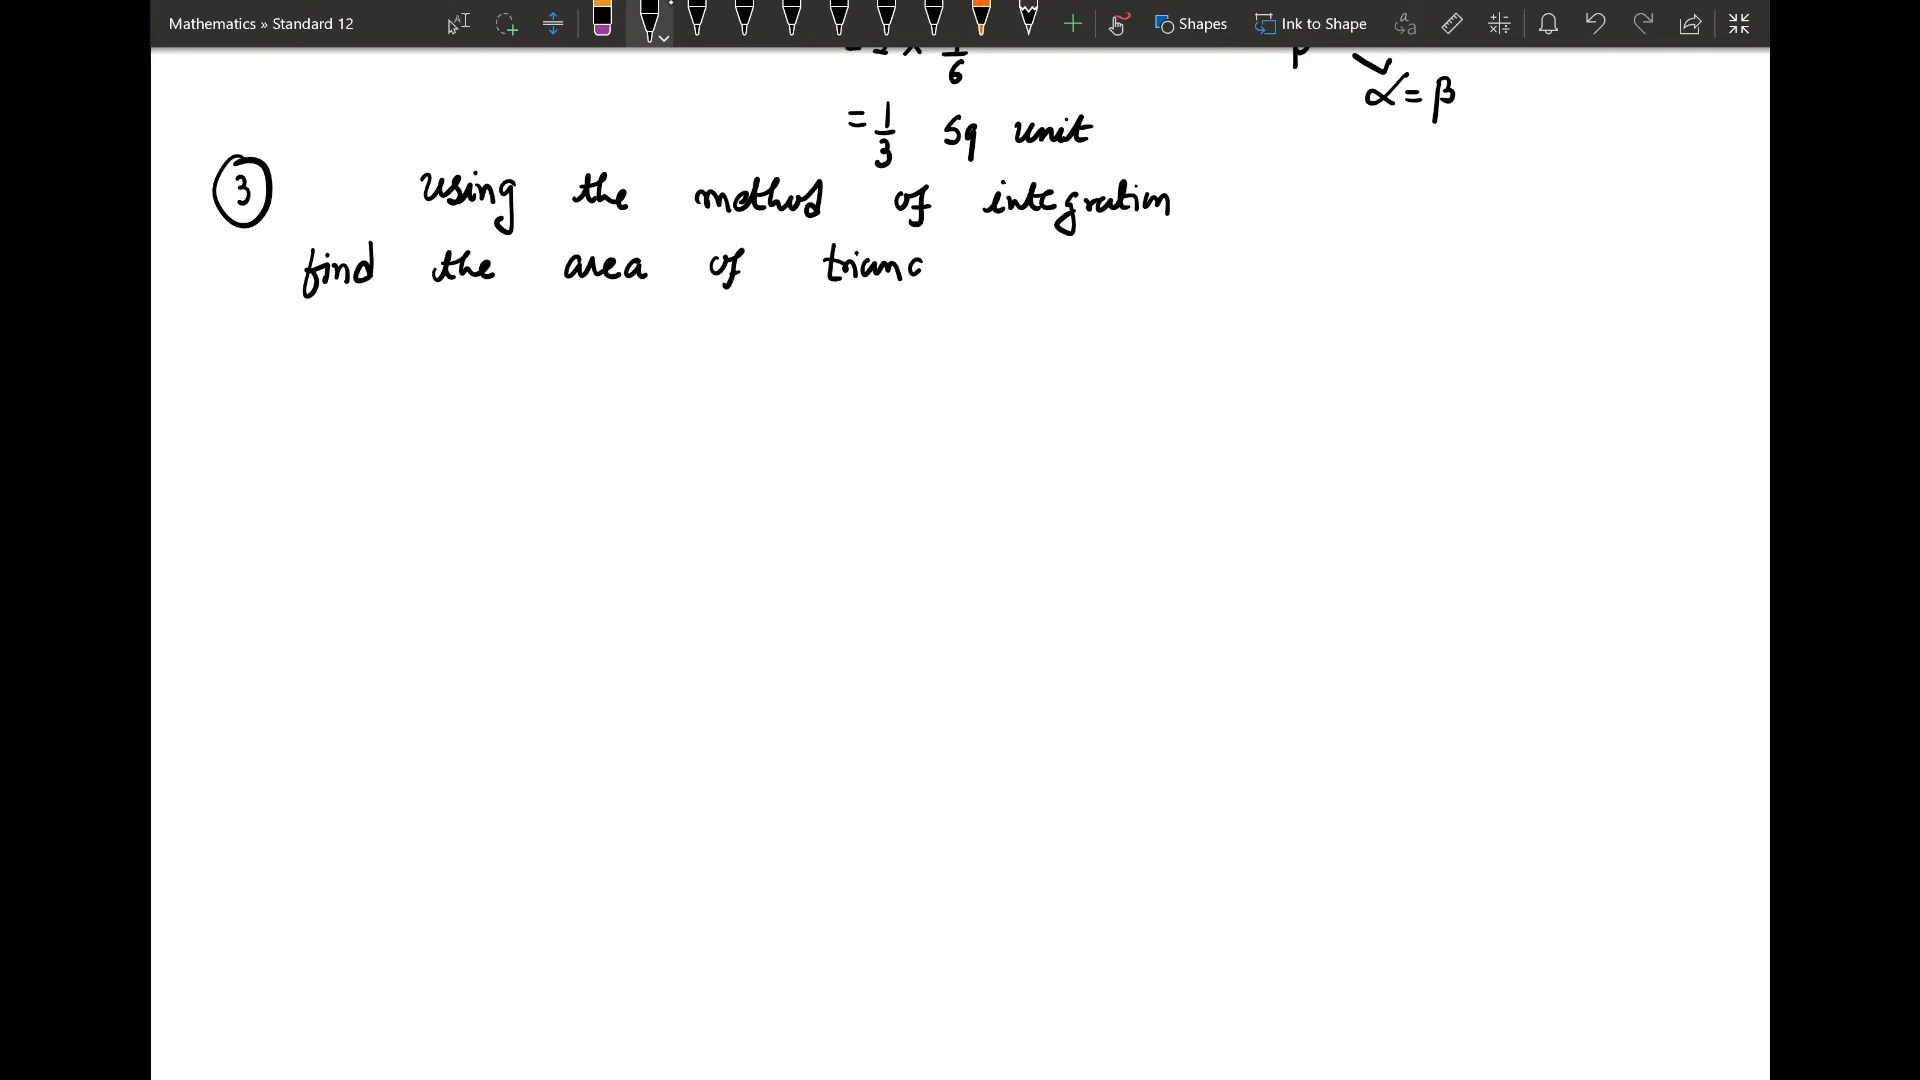 Mathematics » Standard 12
Shapes
Ink to Shape
6
α = β
= 1/3 sq unit
③ using the method of integration
find the area of trianc